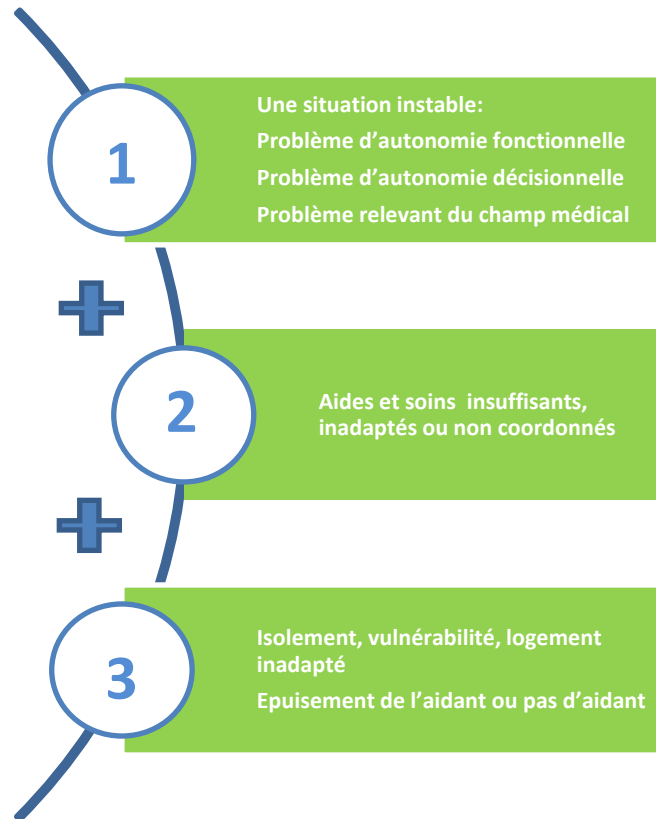 1
Une situation instable:
Problème d’autonomie fonctionnelle
Problème d’autonomie décisionnelle
Problème relevant du champ médical
2
Aides et soins  insuffisants,
inadaptés ou non coordonnés
3
Isolement, vulnérabilité, logement
inadapté
Epuisement de l’aidant ou pas d’aidant